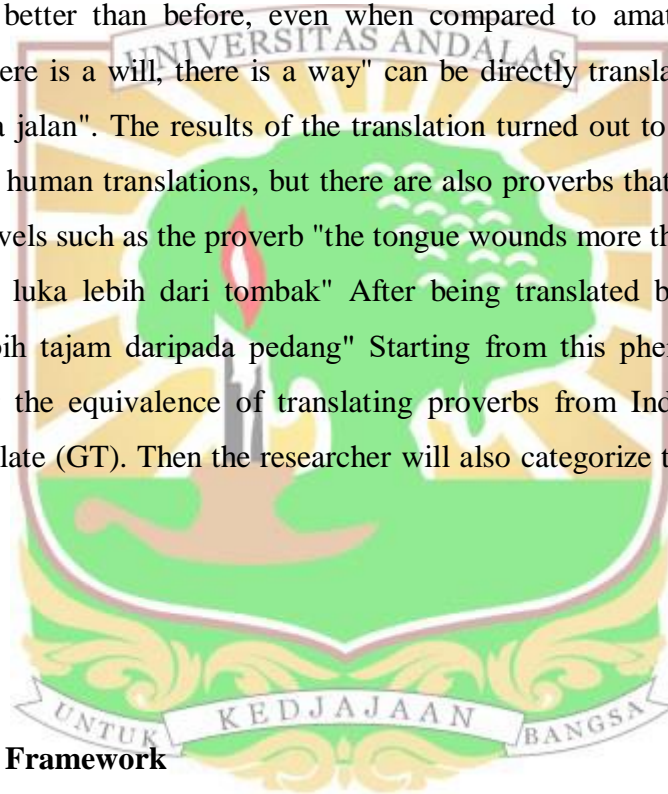 better than before, even when compared to amat
UNIVERSITAS ANDALAS
ere is a will, there is a way" can be directly transla
a jalan". The results of the translation turned out to
human translations, but there are also proverbs that
vels such as the proverb "the tongue wounds more th
luka lebih dari tombak" After being translated b
bih tajam daripada pedang" Starting from this phe
the equivalence of translating proverbs from Ind
late (GT). Then the researcher will also categorize t
UNTUK KEDJAJAAN BANGSA
Framework